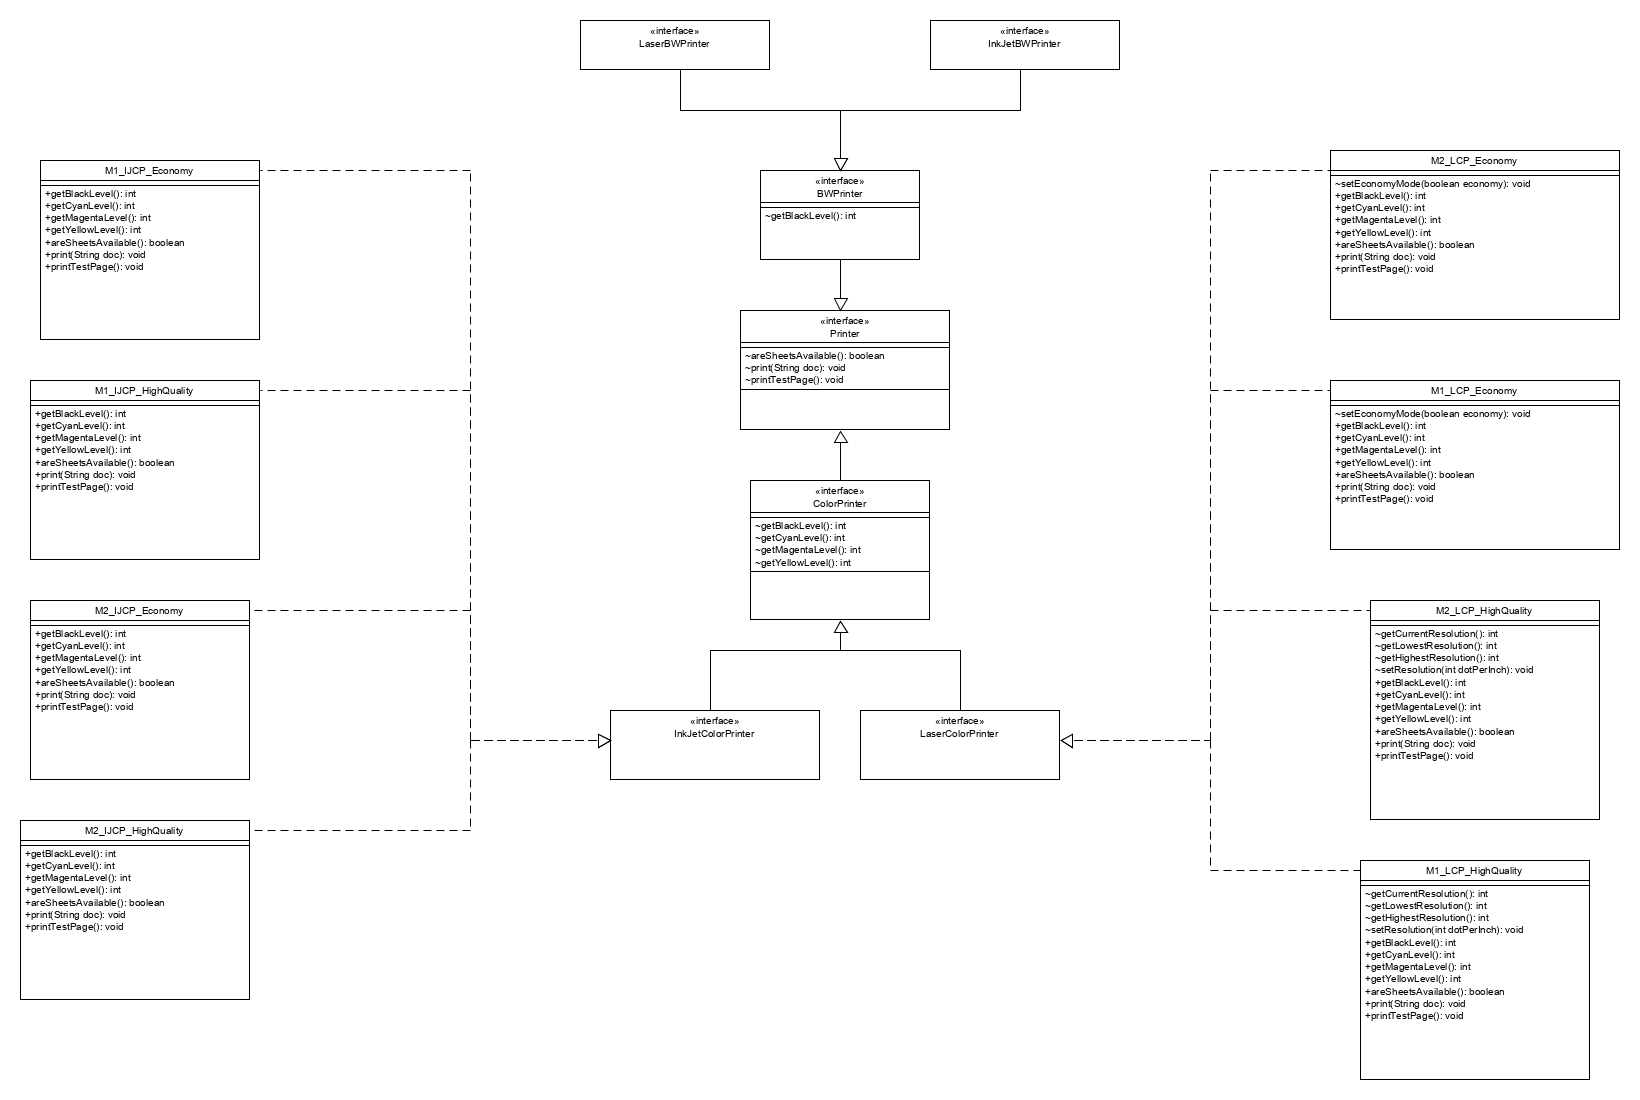 «interface»
LaserBWPrinter
«interface»
InkJetBWPrinter
M1_IJCP_Economy
+getBlackLevel(): int
+getCyanLevel(): int
+getMagentaLevel(): int
+getYellowLevel(): int
+areSheetsAvailable(): boolean
+print(String doc): void
+printTestPage(): void
«interface»
BWPrinter
~getBlackLevel(): int
M2_LCP_Economy
~setEconomyMode(boolean economy): void
+getBlackLevel(): int
+getCyanLevel(): int
+getMagentaLevel(): int
+getYellowLevel(): int
+areSheetsAvailable(): boolean
+print(String doc): void
+printTestPage(): void
«interface»
Printer
~areSheetsAvailable(): boolean
~print(String doc): void
~printTestPage(): void
M1_IJCP_HighQuality
+getBlackLevel(): int
+getCyanLevel(): int
+getMagentaLevel(): int
+getYellowLevel(): int
+areSheetsAvailable(): boolean
+print(String doc): void
+printTestPage(): void
M1_LCP_Economy
~setEconomyMode(boolean economy): void
+getBlackLevel(): int
+getCyanLevel(): int
+getMagentaLevel(): int
+getYellowLevel(): int
+areSheetsAvailable(): boolean
+print(String doc): void
+printTestPage(): void
«interface»
ColorPrinter
~getBlackLevel(): int
~getCyanLevel(): int
~getMagentaLevel(): int
~getYellowLevel(): int
M2_IJCP_Economy
+getBlackLevel(): int
+getCyanLevel(): int
+getMagentaLevel(): int
+getYellowLevel(): int
+areSheetsAvailable(): boolean
+print(String doc): void
+printTestPage(): void
M2_LCP_HighQuality
~getCurrentResolution(): int
~getLowestResolution(): int
~getHighestResolution(): int
~setResolution(int dotPerInch): void
+getBlackLevel(): int
+getCyanLevel(): int
+getMagentaLevel(): int
+getYellowLevel(): int
+areSheetsAvailable(): boolean
+print(String doc): void
+printTestPage(): void
«interface»
InkJetColorPrinter
«interface»
LaserColorPrinter
M2_IJCP_HighQuality
+getBlackLevel(): int
+getCyanLevel(): int
+getMagentaLevel(): int
+getYellowLevel(): int
+areSheetsAvailable(): boolean
+print(String doc): void
+printTestPage(): void
M1_LCP_HighQuality
~getCurrentResolution(): int
~getLowestResolution(): int
~getHighestResolution(): int
~setResolution(int dotPerInch): void
+getBlackLevel(): int
+getCyanLevel(): int
+getMagentaLevel(): int
+getYellowLevel(): int
+areSheetsAvailable(): boolean
+print(String doc): void
+printTestPage(): void